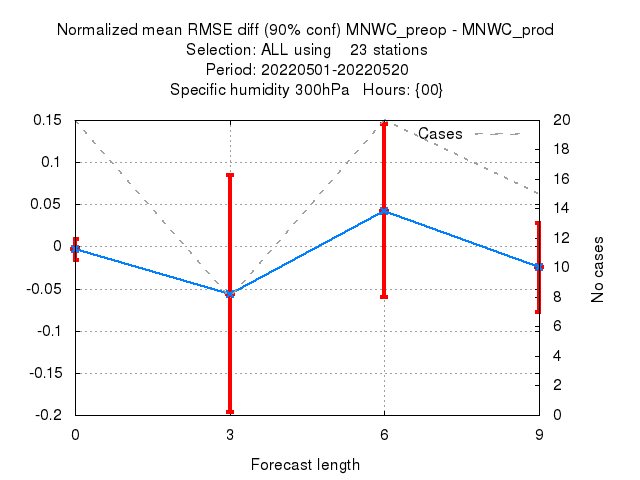 Normalized mean RMSE diff (90% conf) MNWC_preop - MNWC_prod
Selection: ALL using 23 stations
Period: 20220501-20220520
Specific humidity 300hPa Hours: {00}
0.15
0.1
0.05
0
-0.05
-0.1
-0.15
-0.2
Cases
20
18
16
14
12
10
8
6
4
2
0
No cases
0 3 6 9
Forecast length